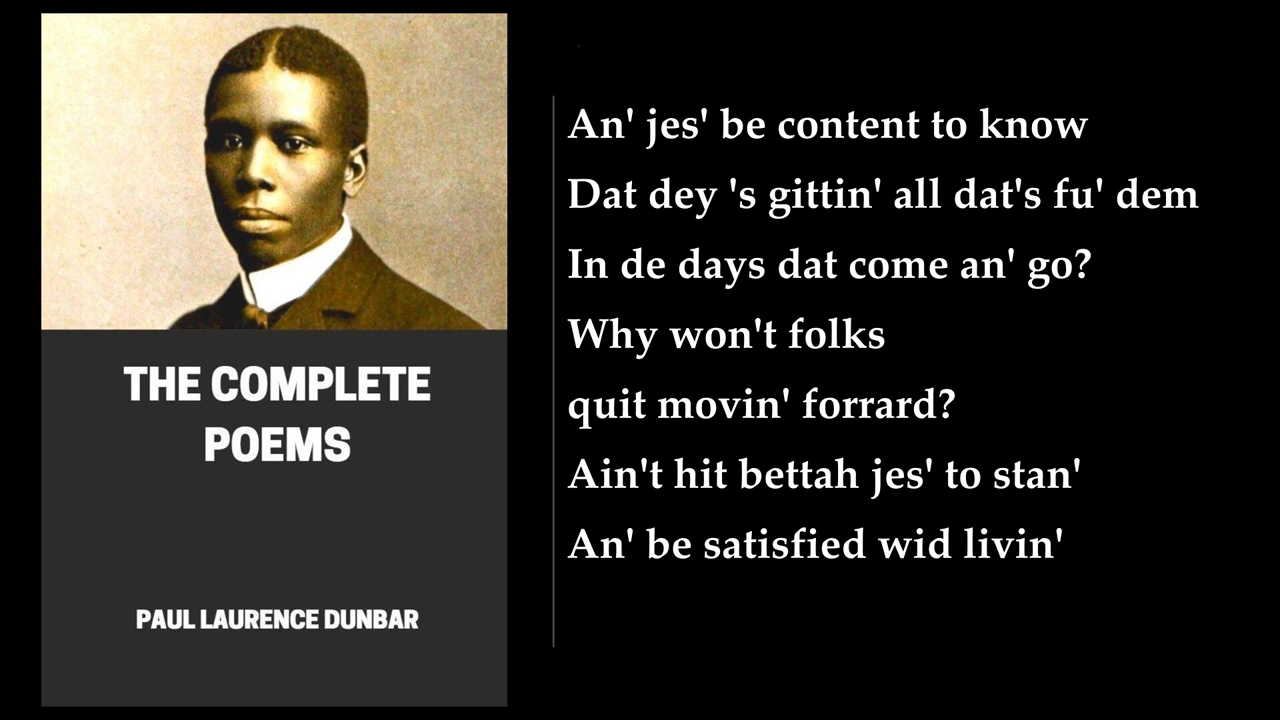 THE COMPLETE
POEMS
PAUL LAURENCE DUNBAR
An' jes' be content to know
Dat dey 's gittin' all dat's fu' dem
In de days dat come an' go?
Why won't folks
quit movin' forrard?
Ain't hit bettah jes' to stan'
An' be satisfied wid livin'